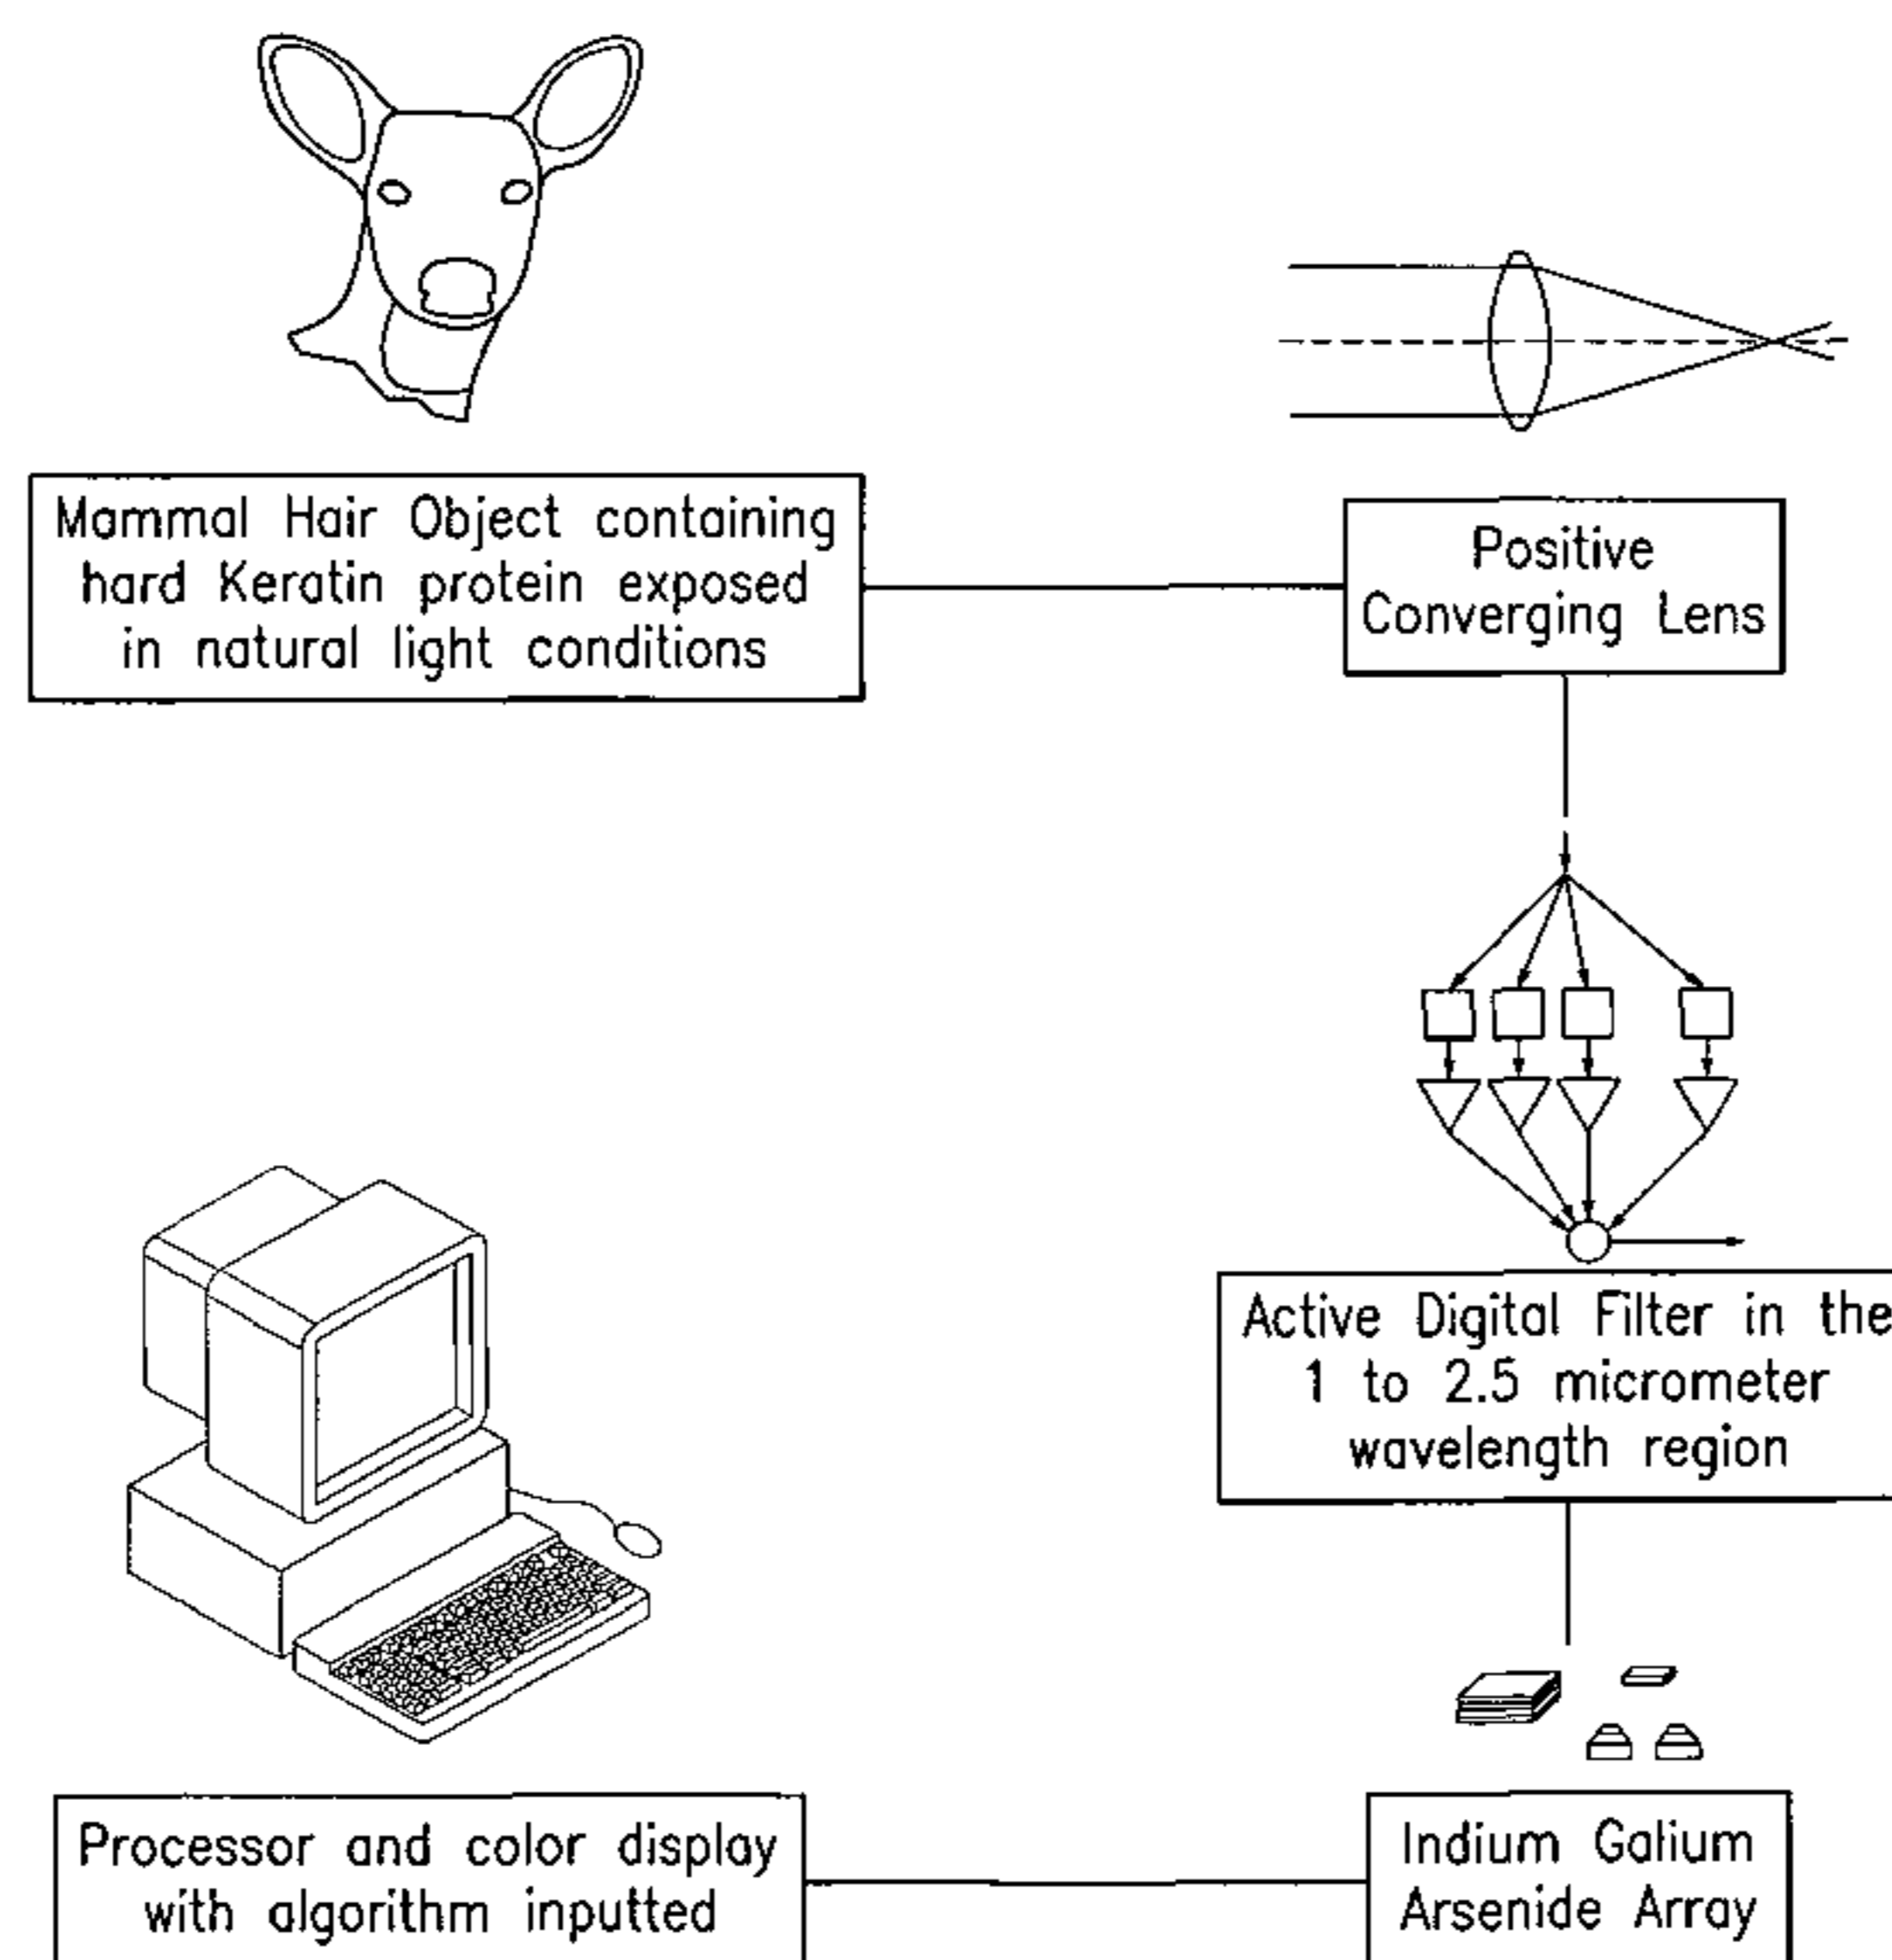 Mammal Hair Object containing
hard Keratin protein exposed
in natural light conditions
Positive
Converging Lens
Active Digital Filter in the
1 to 2.5 micrometer
wavelength region
Processor and color display
with algorithm inputted
Indium Galium
Arsenide Array